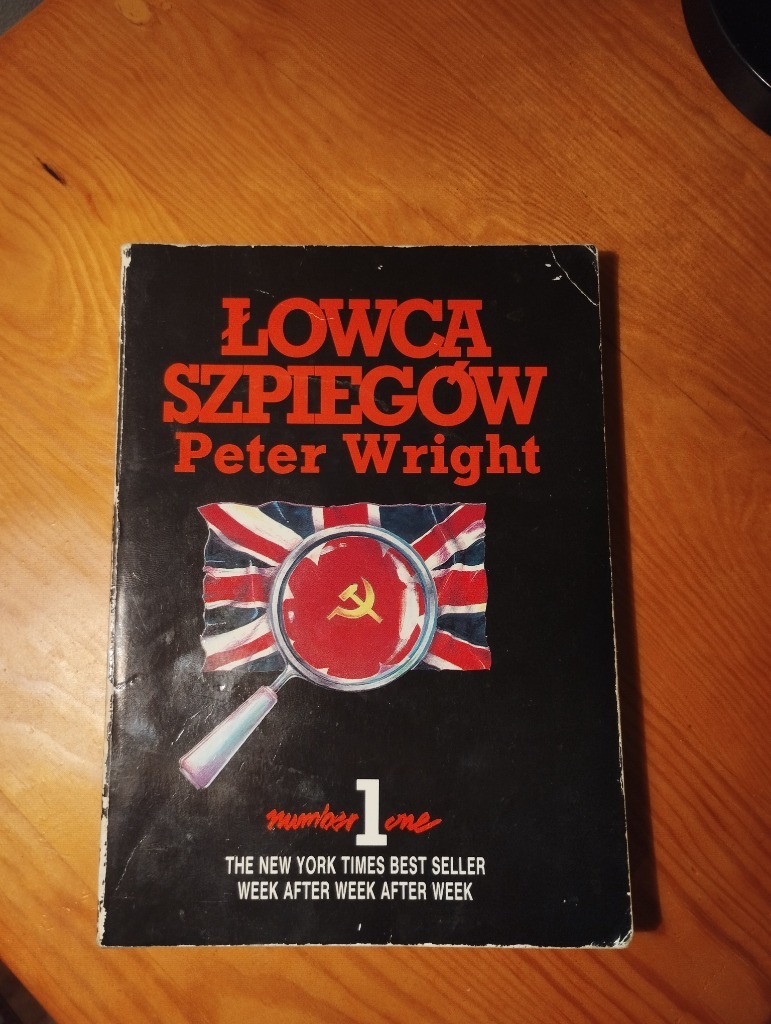 ŁOWCA
SZPIEGÓW
Peter Wright
number 1 one
THE NEW YORK TIMES BEST SELLER
WEEK AFTER WEEK AFTER WEEK